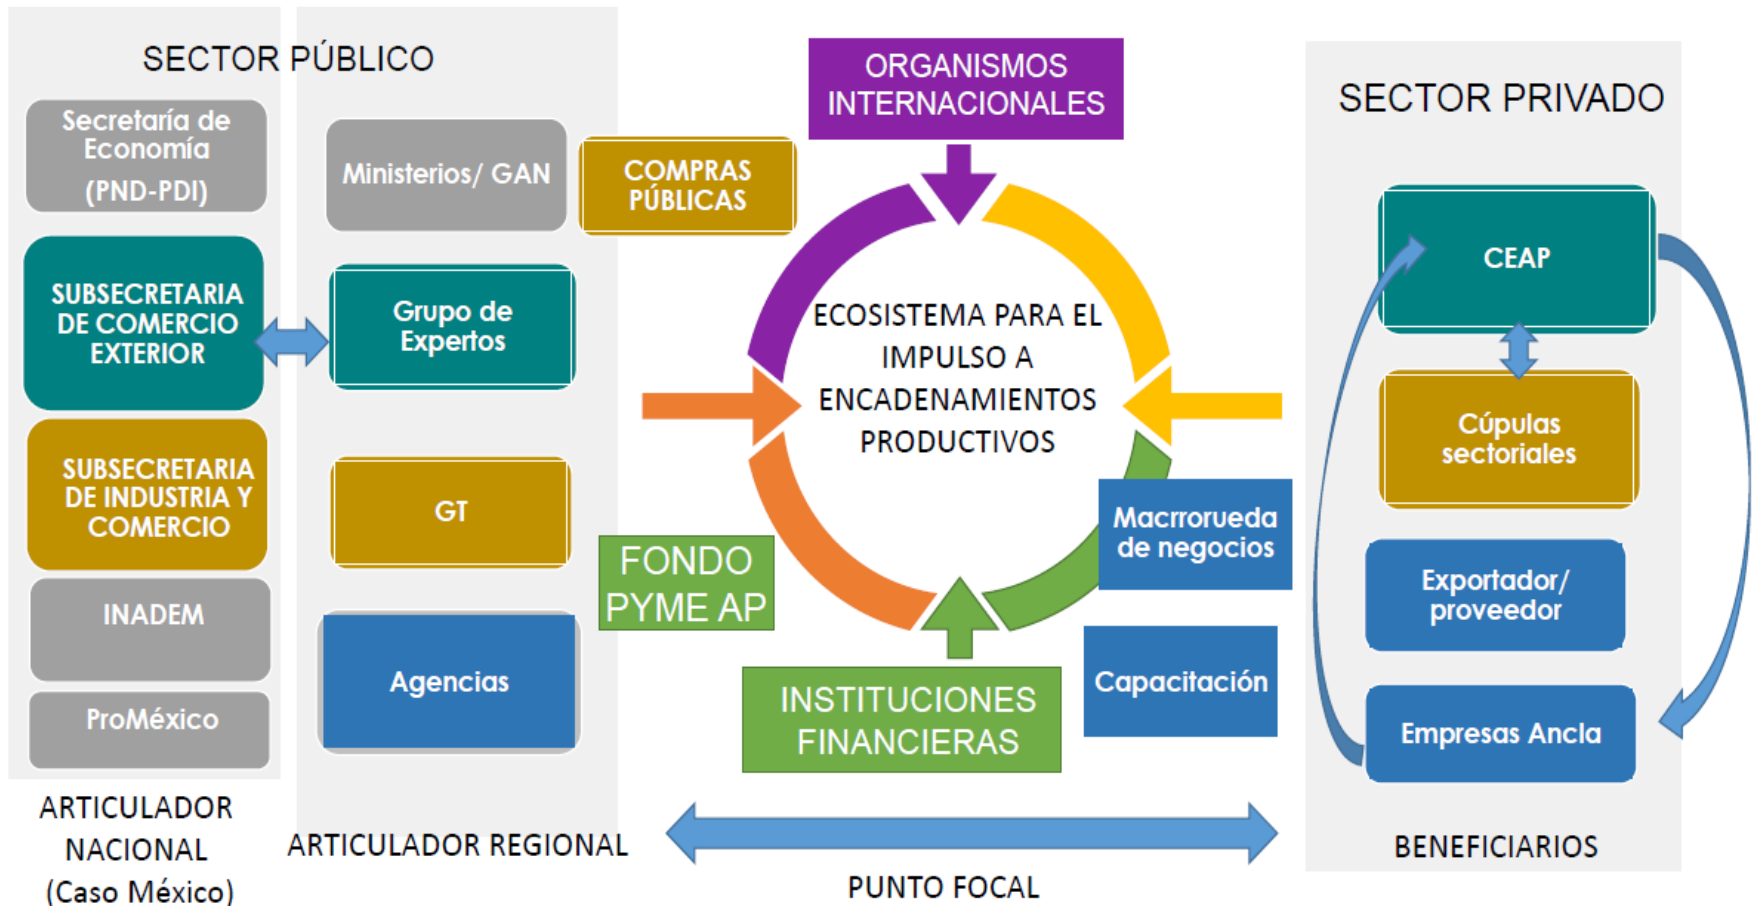 SECTOR PÚBLICO
Secretaría de
Economía
(PND-PDI)
SUBSECRETARIA
DE COMERCIO
EXTERIOR
SUBSECRETARIA
DE INDUSTRIA Y
COMERCIO
INADEM
ProMéxico
ARTICULADOR
NACIONAL
(Caso México)
Ministerios/ GAN
COMPRAS
PÚBLICAS
Grupo de
Expertos
GT
Agencias
ARTICULADOR REGIONAL
ORGANISMOS
INTERNACIONALES
ECOSISTEMA PARA EL
IMPULSO A
ENCADENAMIENTOS
PRODUCTIVOS
FONDO
PYME AP
INSTITUCIONES
FINANCIERAS
Macrrorueda
de negocios
Capacitación
PUNTO FOCAL
SECTOR PRIVADO
CEAP
Cúpulas
sectoriales
Exportador/
proveedor
Empresas Ancla
BENEFICIARIOS